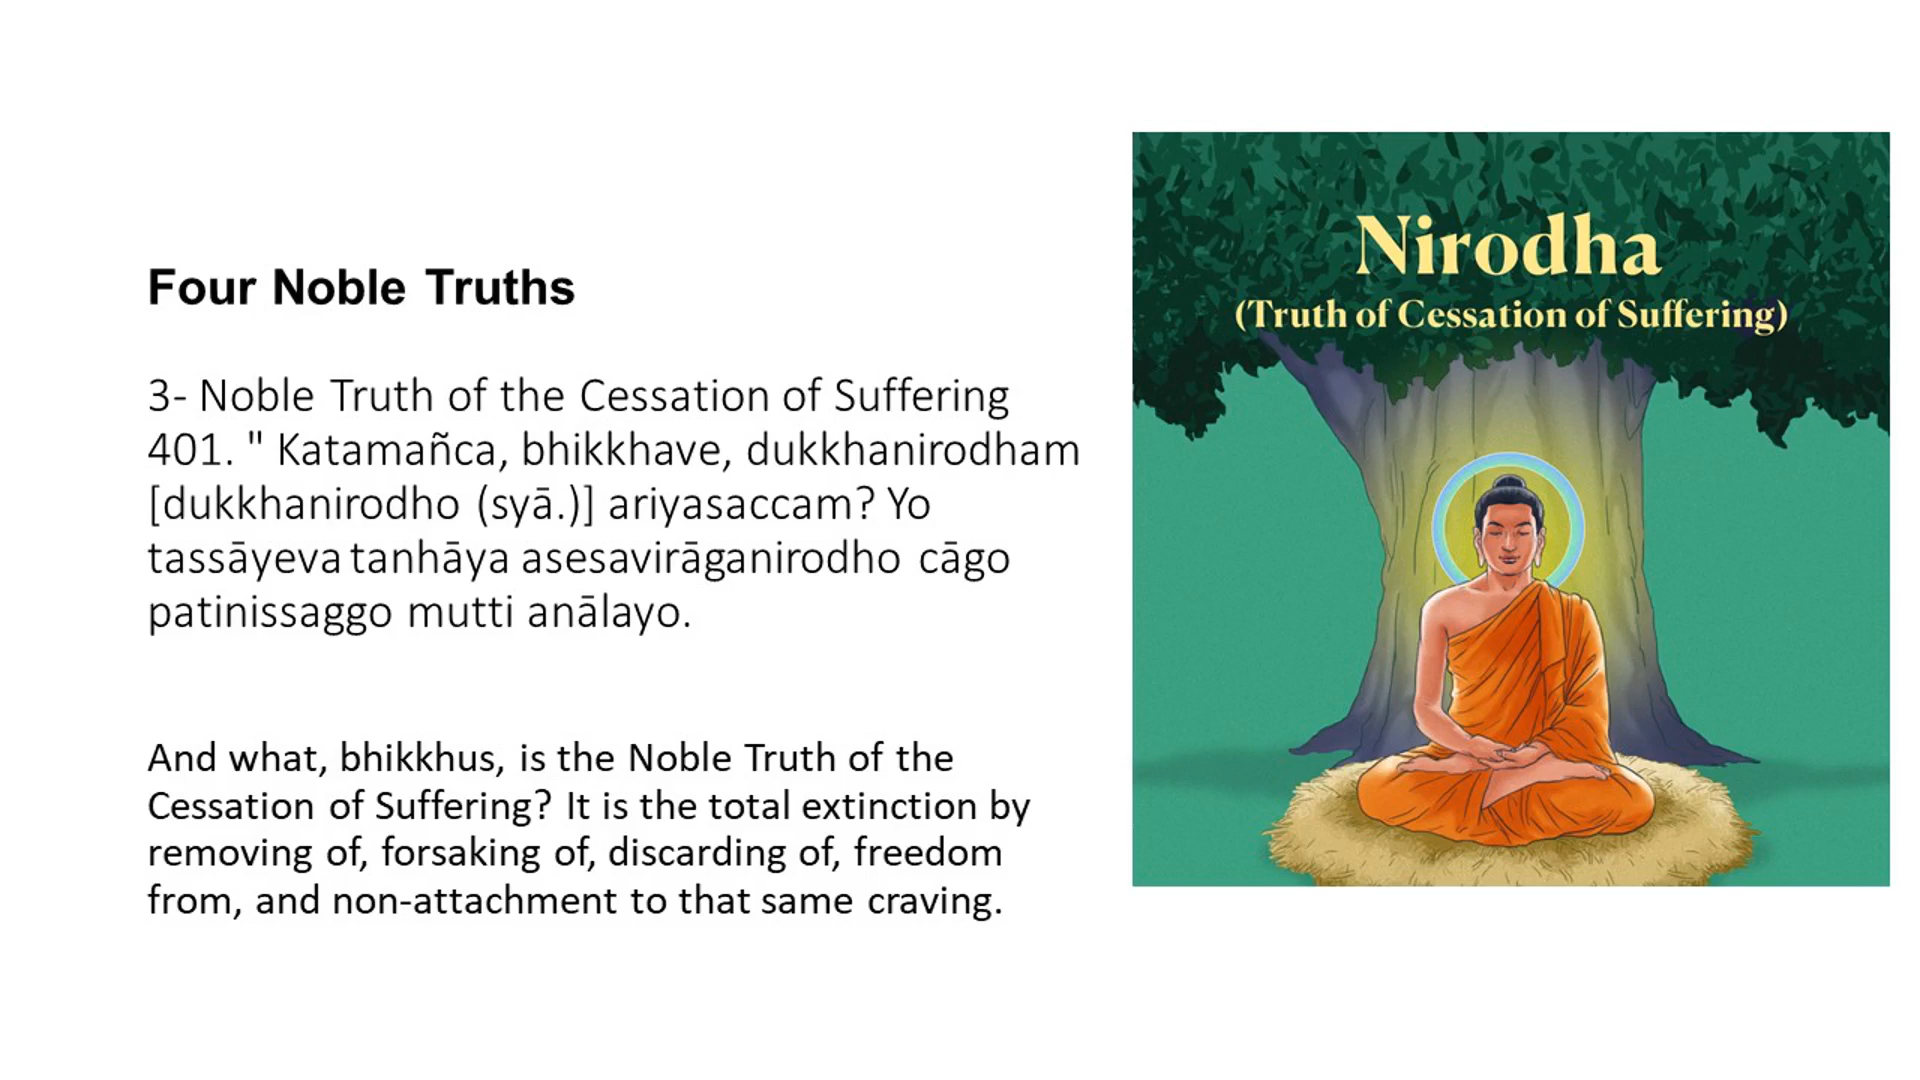 Four Noble Truths
3- Noble Truth of the Cessation of Suffering
401. " Katamañca, bhikkhave, dukkhanirodham
[dukkhanirodho (syā.)] ariyasaccam? Yo
tassāyeva tanhāya asesavirāganirodho cāgo
patinissaggo mutti anālayo.
And what, bhikkhus, is the Noble Truth of the
Cessation of Suffering? It is the total extinction by
removing of, forsaking of, discarding of, freedom
from, and non-attachment to that same craving.
Nirodha
(Truth of Cessation of Suffering)